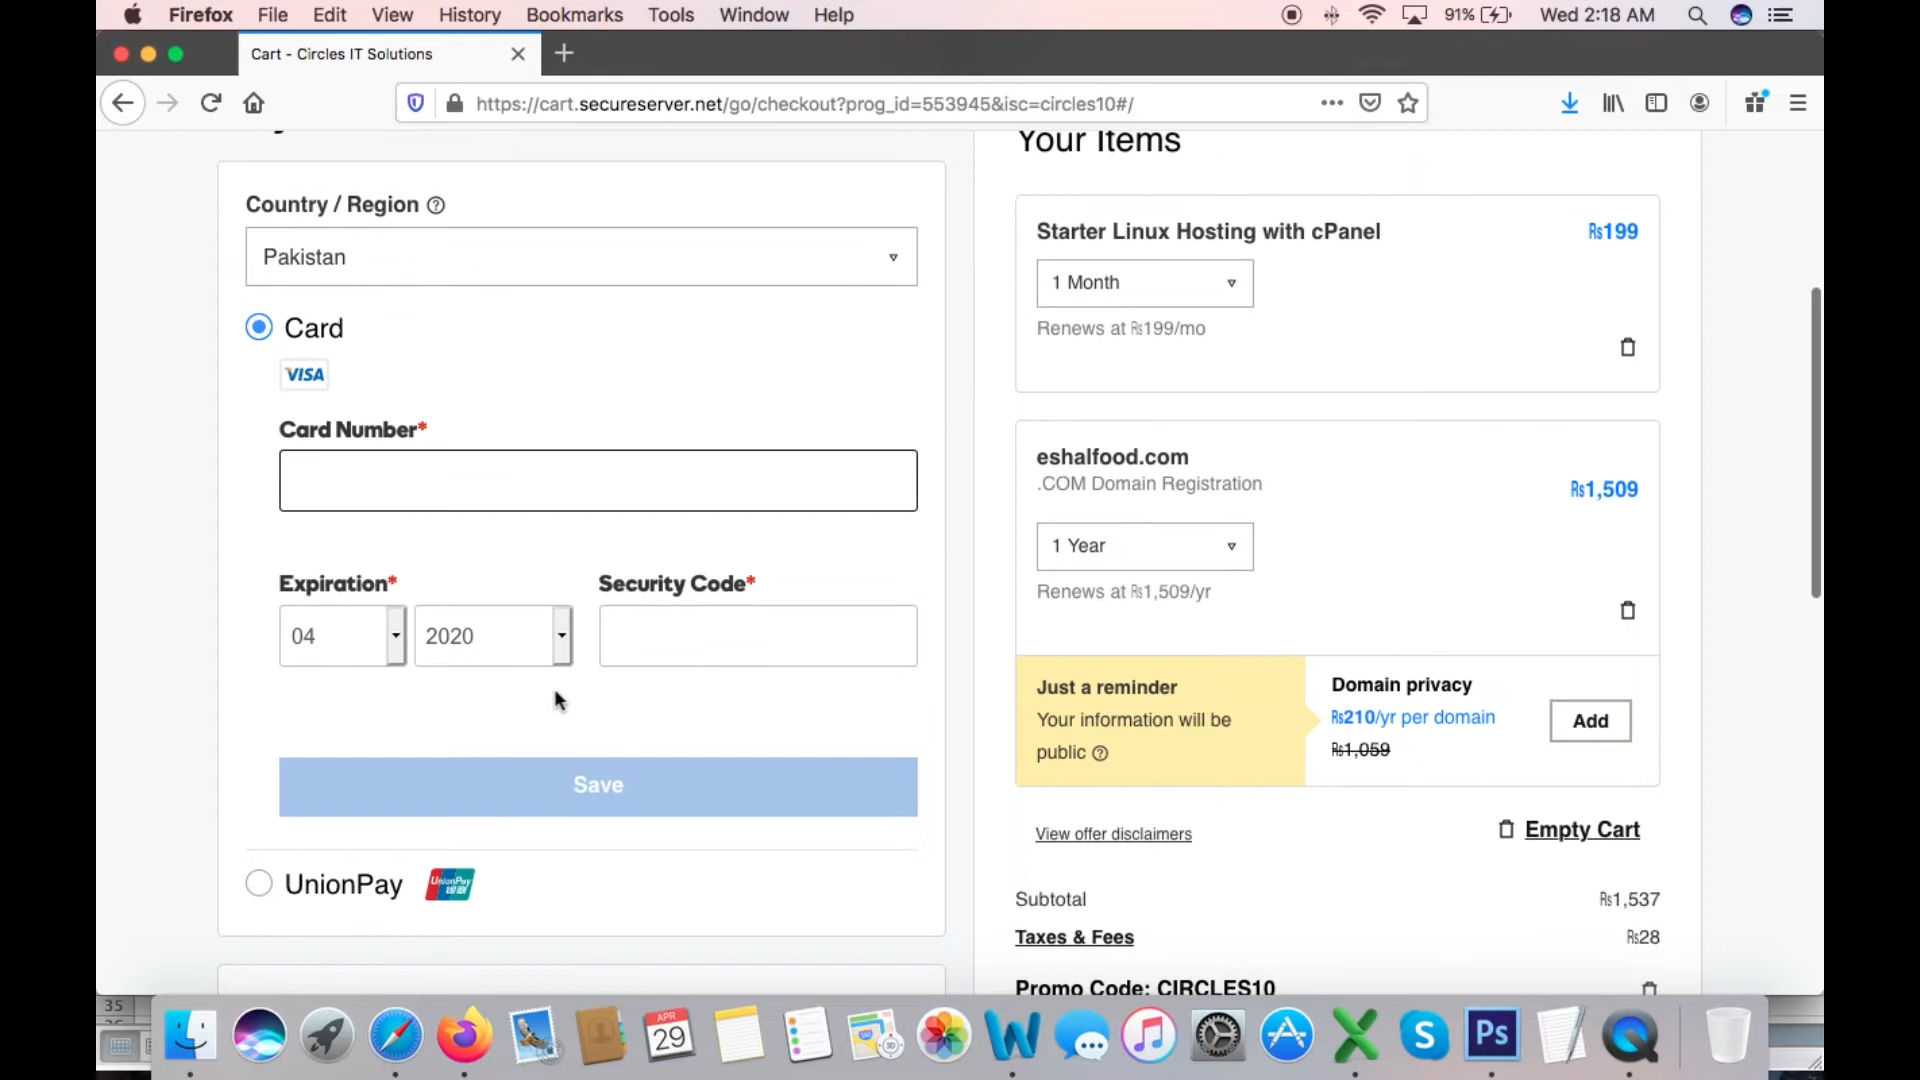 Firefox File Edit View History Bookmarks Tools Window Help 91% Wed 2:18 AM
Cart - Circles IT Solutions
https://cart.secureserver.net/go/checkout?prog_id=553945&isc=circles10#/
Your Items
Country / Region
Pakistan
Card
VISA
Card Number*
Expiration* Security Code*
04 2020
Save
UnionPay UnionPay
Starter Linux Hosting with cPanel ₨199
1 Month
Renews at ₨199/mo
eshalfood.com
.COM Domain Registration
₨1,509
1 Year
Renews at ₨1,509/yr
Just a reminder
Your information will be
public
Domain privacy
₨210/yr per domain
₨1,059
Add
View offer disclaimers
Empty Cart
Subtotal ₨1,537
Taxes & Fees ₨28
Promo Code: CIRCLES10
35
APR
29
W
X
S
Ps